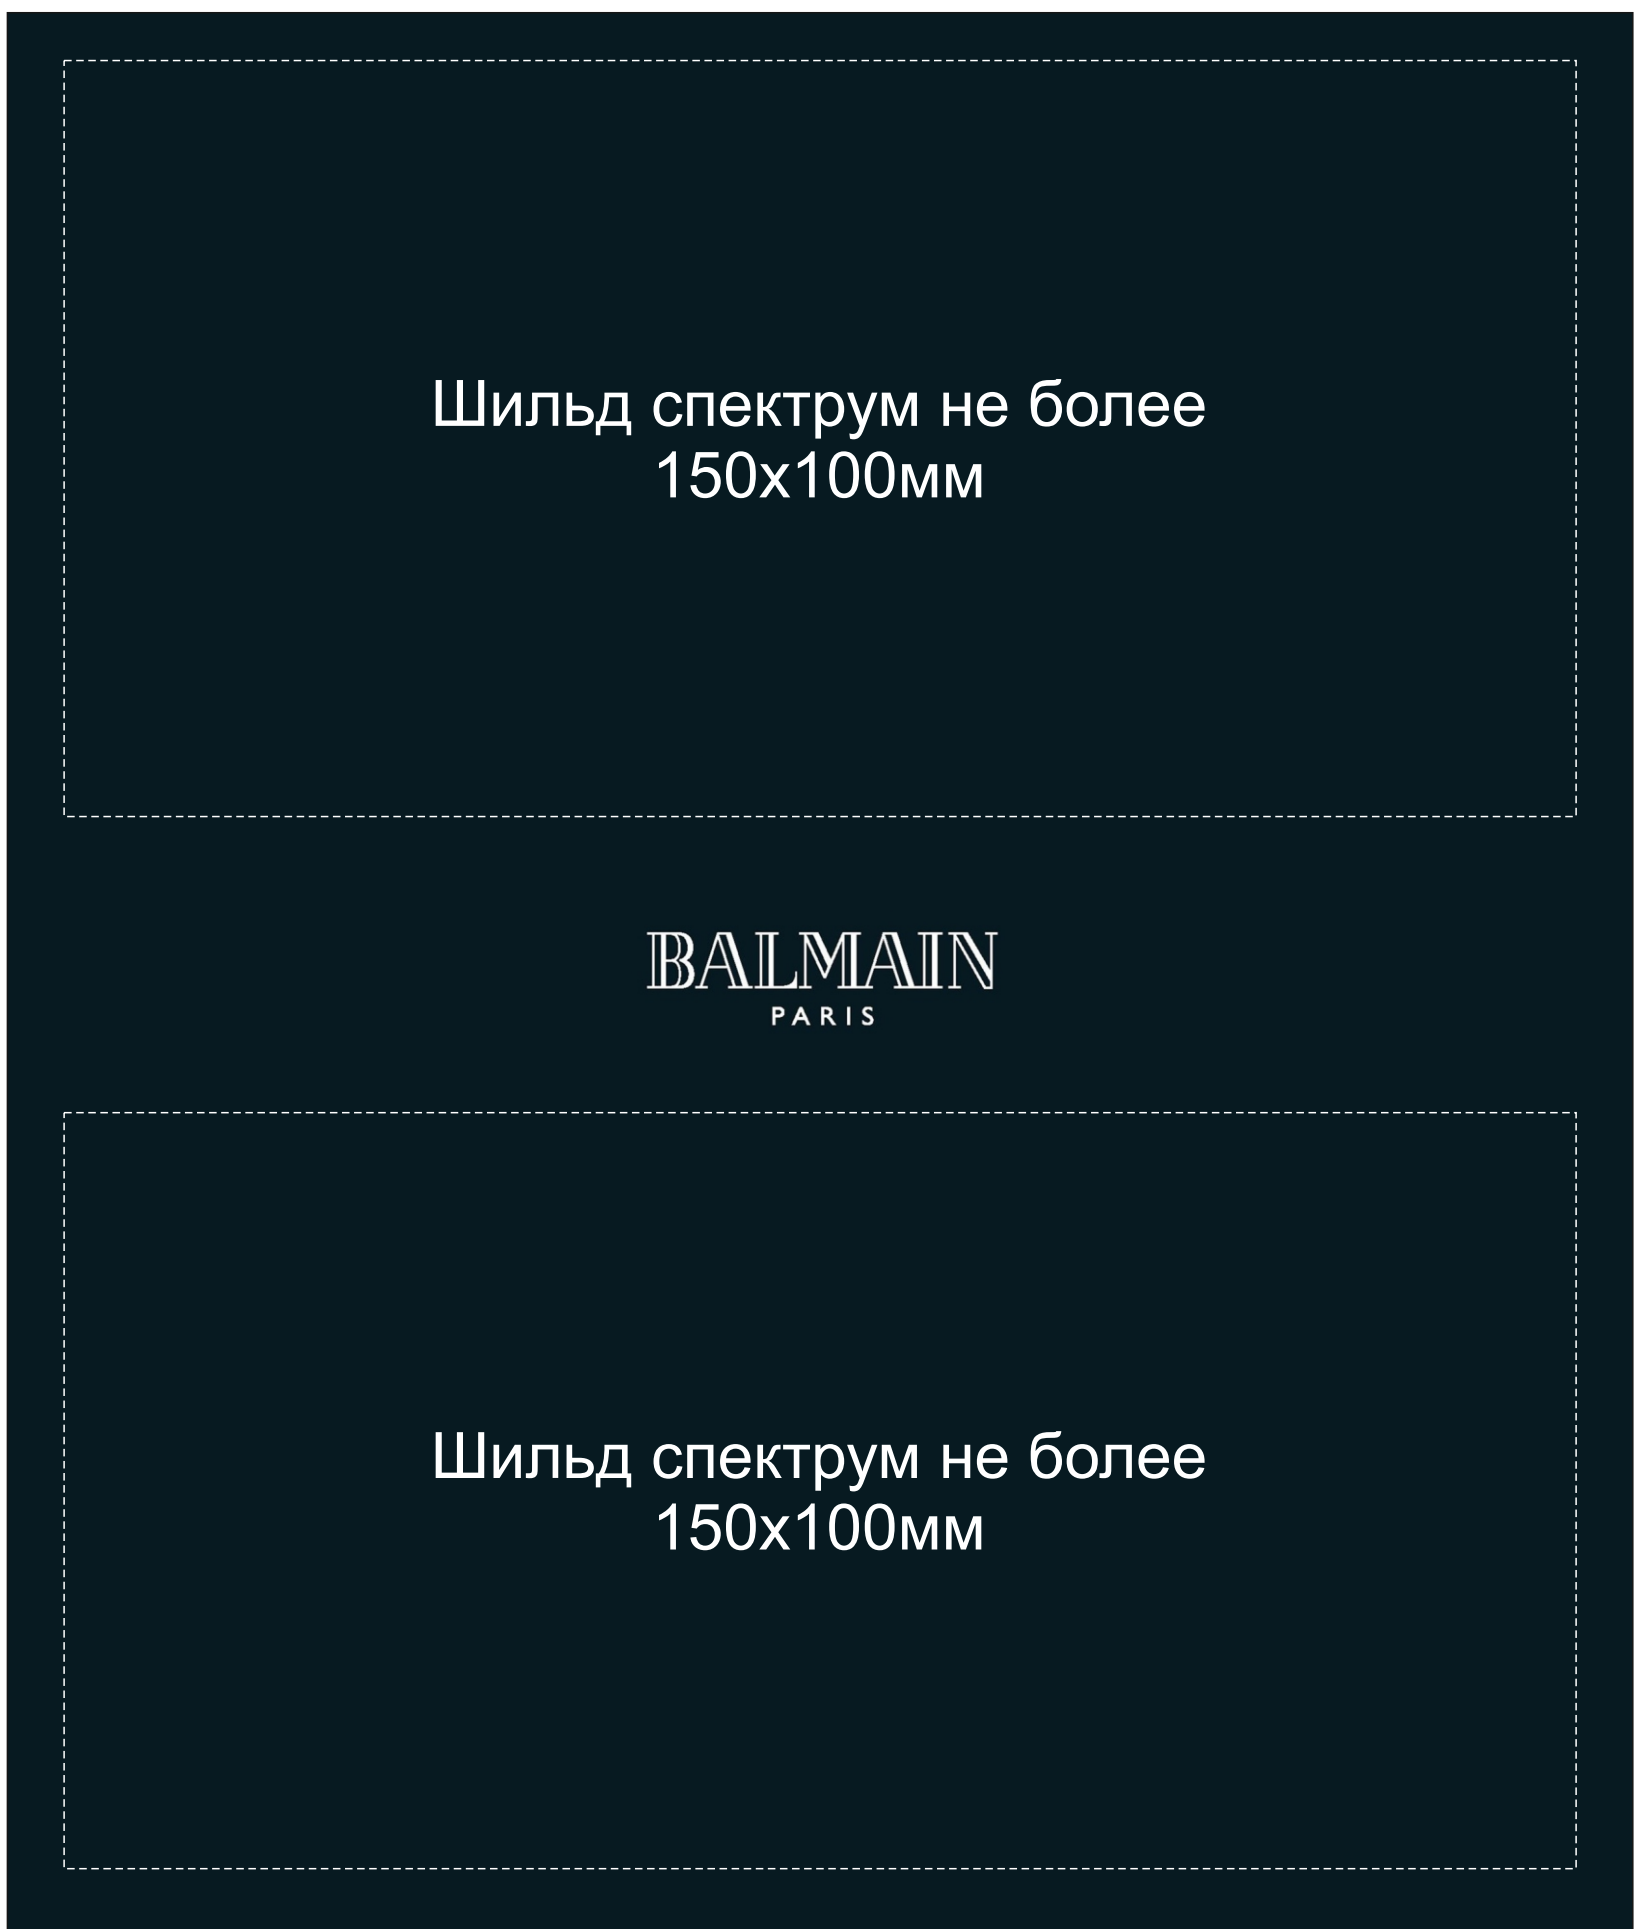 Шильд спектрум не более
150х100мм
BALMAIN
PARIS
Шильд спектрум не более
150х100мм